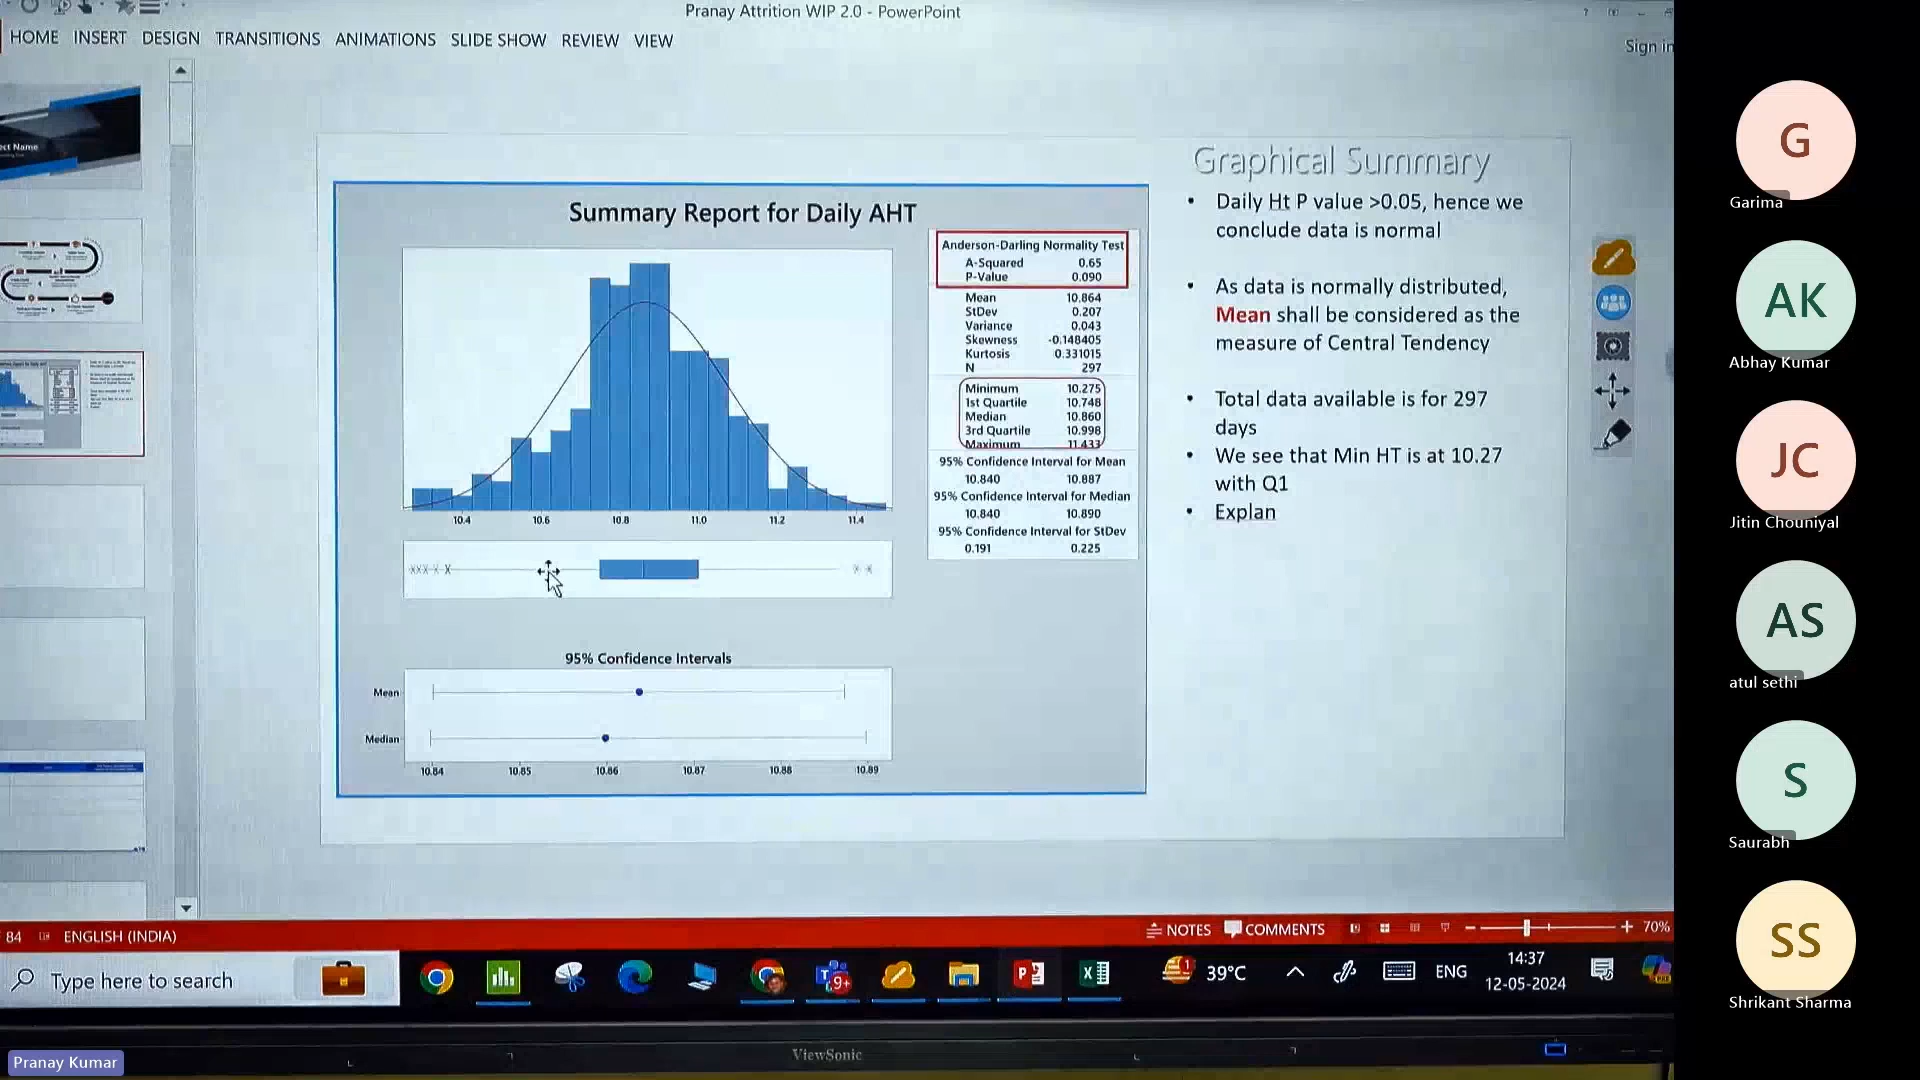 Pranay Attrition WIP 2.0 - PowerPoint
HOME INSERT DESIGN TRANSITIONS ANIMATIONS SLIDE SHOW REVIEW VIEW
Sign in
ect Name
Graphical Summary
Summary Report for Daily AHT
Anderson-Darling Normality Test
A-Squared 0.65
P-Value 0.090
Mean 10.864
StDev 0.207
Variance 0.043
Skewness -0.148405
Kurtosis 0.331015
N 297
Minimum 10.275
1st Quartile 10.748
Median 10.860
3rd Quartile 10.998
Maximum 11.433
95% Confidence Interval for Mean
10.840 10.887
95% Confidence Interval for Median
10.840 10.890
95% Confidence Interval for StDev
0.191 0.225
10.4 10.6 10.8 11.0 11.2 11.4
95% Confidence Intervals
Mean
Median
10.84 10.85 10.86 10.87 10.88 10.89
• Daily Ht P value >0.05, hence we
conclude data is normal
• As data is normally distributed,
Mean shall be considered as the
measure of Central Tendency
• Total data available is for 297
days
• We see that Min HT is at 10.27
with Q1
• Explan
84 ENGLISH (INDIA)
NOTES COMMENTS 70%
Type here to search
9+
1
39°C
ENG
14:37
12-05-2024
ViewSonic
Pranay Kumar
G
Garima
AK
Abhay Kumar
JC
Jitin Chouniyal
AS
atul sethi
S
Saurabh
SS
Shrikant Sharma